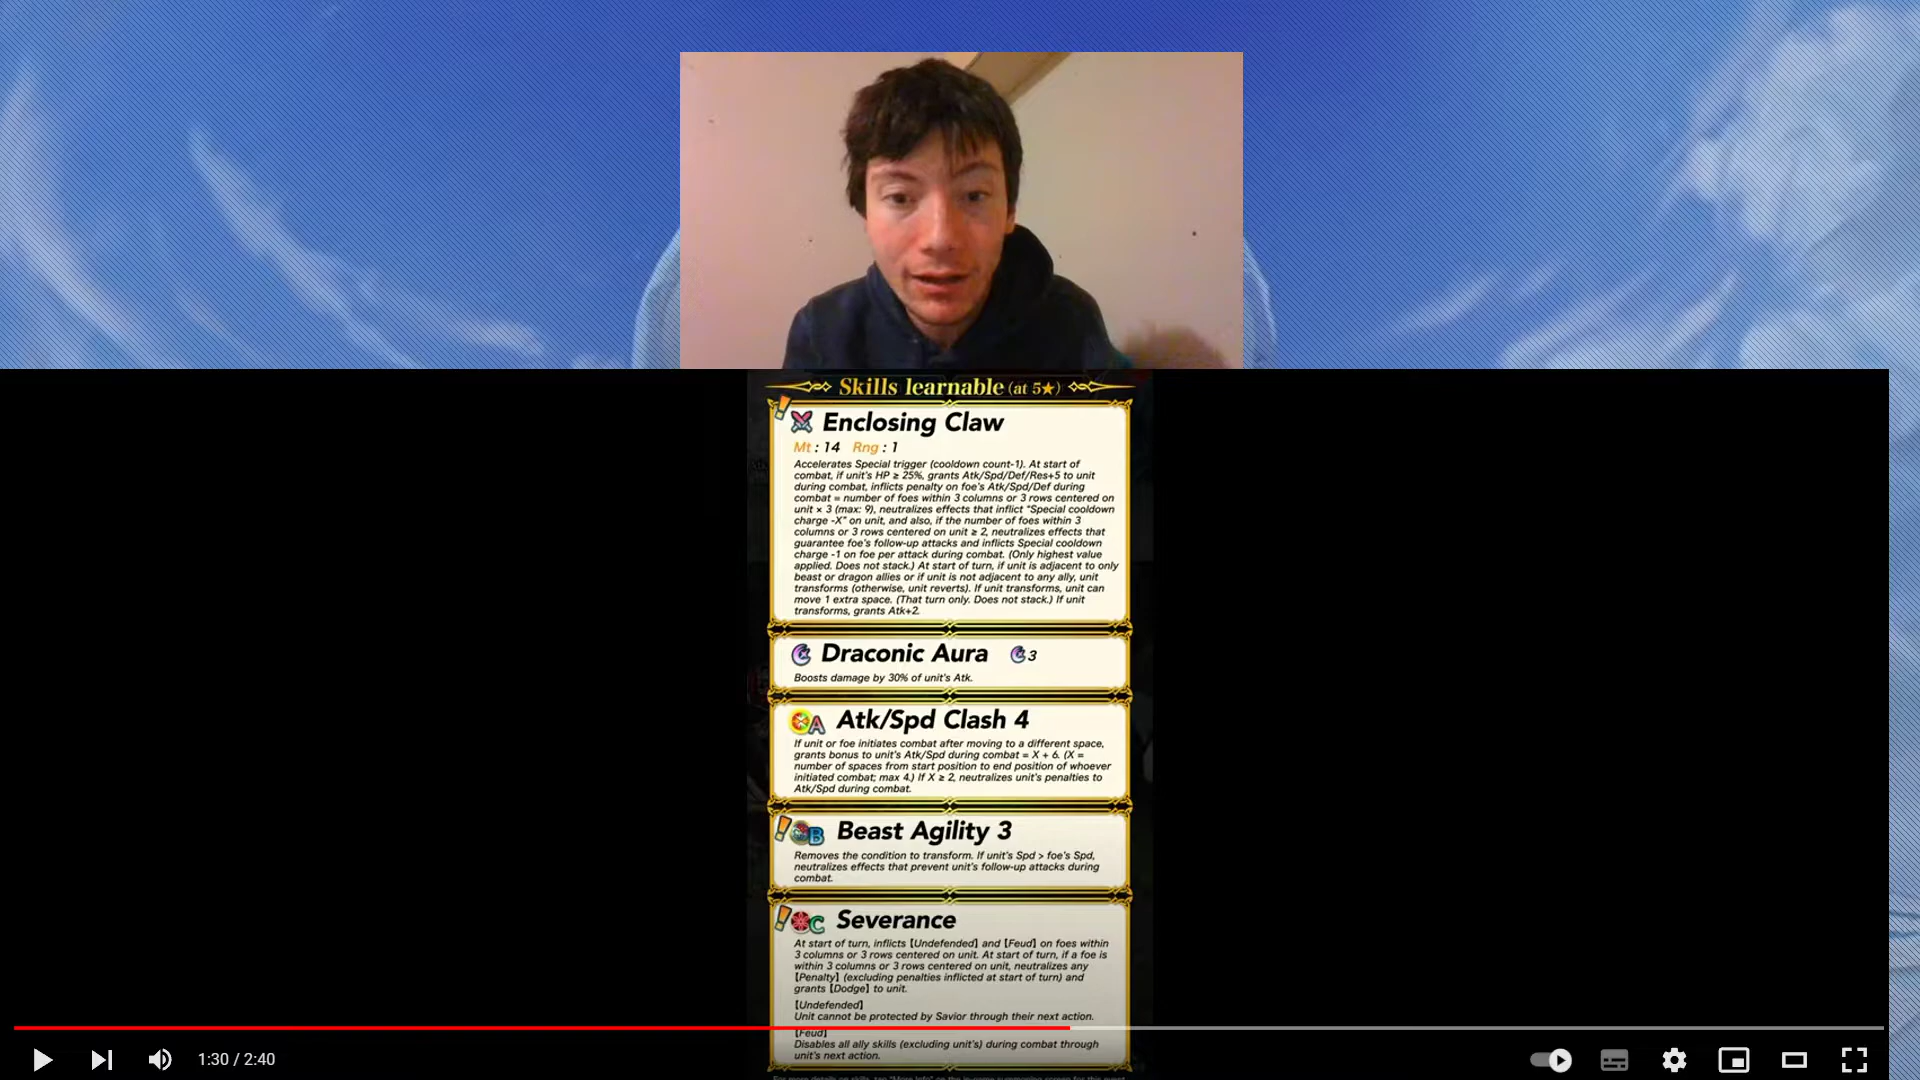 Skills learnable (at 5★)
Enclosing Claw
Mt : 14 Rng : 1
Accelerates Special trigger (cooldown count-1). At start of
combat, if unit's HP ≥ 25%, grants Atk/Spd/Def/Res+5 to unit
during combat, inflicts penalty on foe's Atk/Spd/Def during
combat = number of foes within 3 columns or 3 rows centered on
unit × 3 (max: 9), neutralizes effects that inflict "Special cooldown
charge -X" on unit, and also, if the number of foes within 3
columns or 3 rows centered on unit ≥ 2, neutralizes effects that
guarantee foe's follow-up attacks and inflicts Special cooldown
charge -1 on foe per attack during combat. (Only highest value
applied. Does not stack.) At start of turn, if unit is adjacent to only
beast or dragon allies or if unit is not adjacent to any ally, unit
transforms (otherwise, unit reverts). If unit transforms, unit can
move 1 extra space. (That turn only. Does not stack.) If unit
transforms, grants Atk+2.
Draconic Aura 3
Boosts damage by 30% of unit's Atk.
A Atk/Spd Clash 4
If unit or foe initiates combat after moving to a different space,
grants bonus to unit's Atk/Spd during combat = X + 6. (X =
number of spaces from start position to end position of whoever
initiated combat; max 4.) If X ≥ 2, neutralizes unit's penalties to
Atk/Spd during combat.
B Beast Agility 3
Removes the condition to transform. If unit's Spd > foe's Spd,
neutralizes effects that prevent unit's follow-up attacks during
combat.
C Severance
At start of turn, inflicts【Undefended】and【Feud】on foes within
3 columns or 3 rows centered on unit. At start of turn, if a foe is
within 3 columns or 3 rows centered on unit, neutralizes any
【Penalty】(excluding penalties inflicted at start of turn) and
grants【Dodge】to unit.
【Undefended】
Unit cannot be protected by Savior through their next action.
【Feud】
Disables all ally skills (excluding unit's) during combat through
unit's next action.
1:30 / 2:40